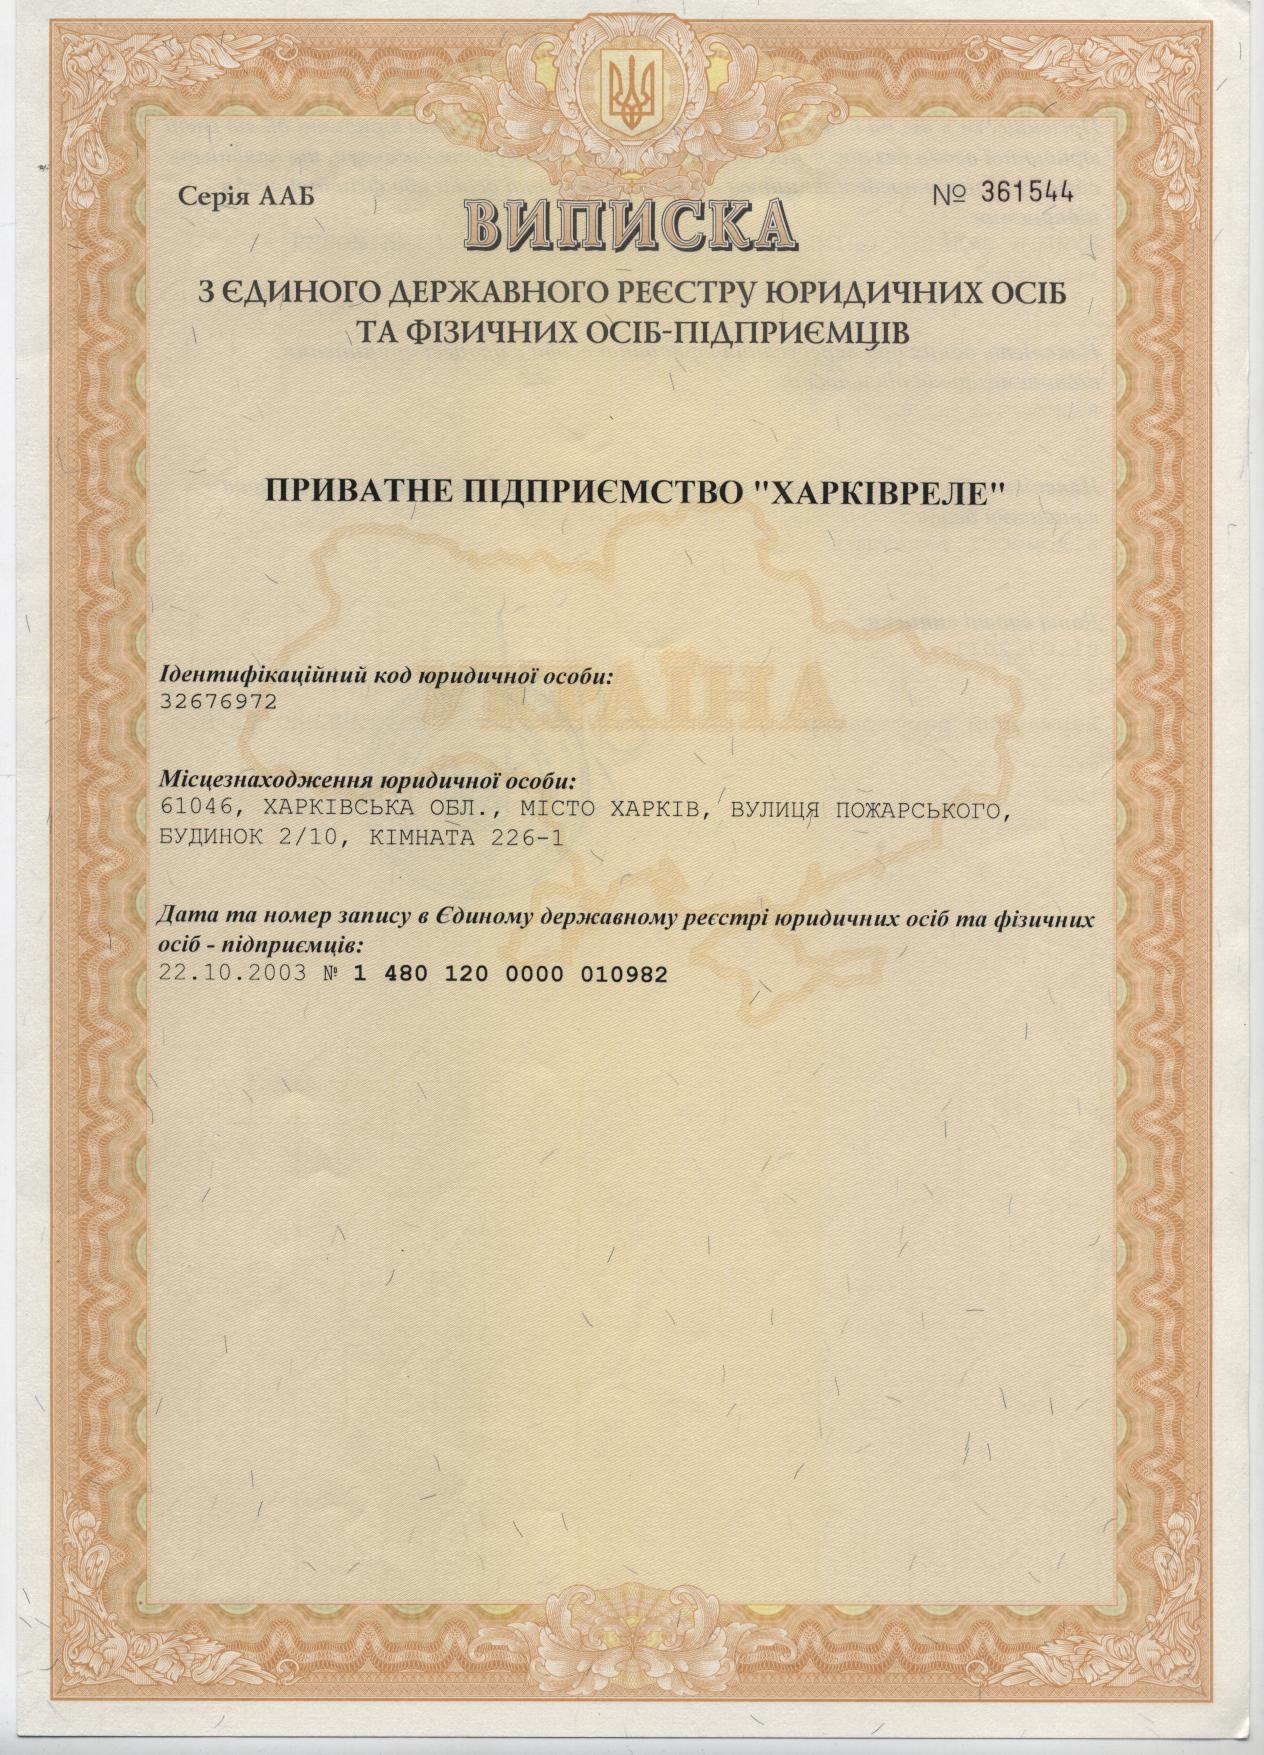 Серія ААБ
№ 361544
ВИПИСКА
З ЄДИНОГО ДЕРЖАВНОГО РЕЄСТРУ ЮРИДИЧНИХ ОСІБ
ТА ФІЗИЧНИХ ОСІБ-ПІДПРИЄМЦІВ
ПРИВАТНЕ ПІДПРИЄМСТВО "ХАРКІВРЕЛЕ"
УКРАЇНА
Ідентифікаційний код юридичної особи:
32676972
Місцезнаходження юридичної особи:
61046, ХАРКІВСЬКА ОБЛ., МІСТО ХАРКІВ, ВУЛИЦЯ ПОЖАРСЬКОГО,
БУДИНОК 2/10, КІМНАТА 226-1
Дата та номер запису в Єдиному державному реєстрі юридичних осіб та фізичних
осіб - підприємців:
22.10.2003 № 1 480 120 0000 010982